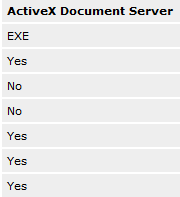 ActiveX Document Server
EXE
Yes
No
No
Yes
Yes
Yes